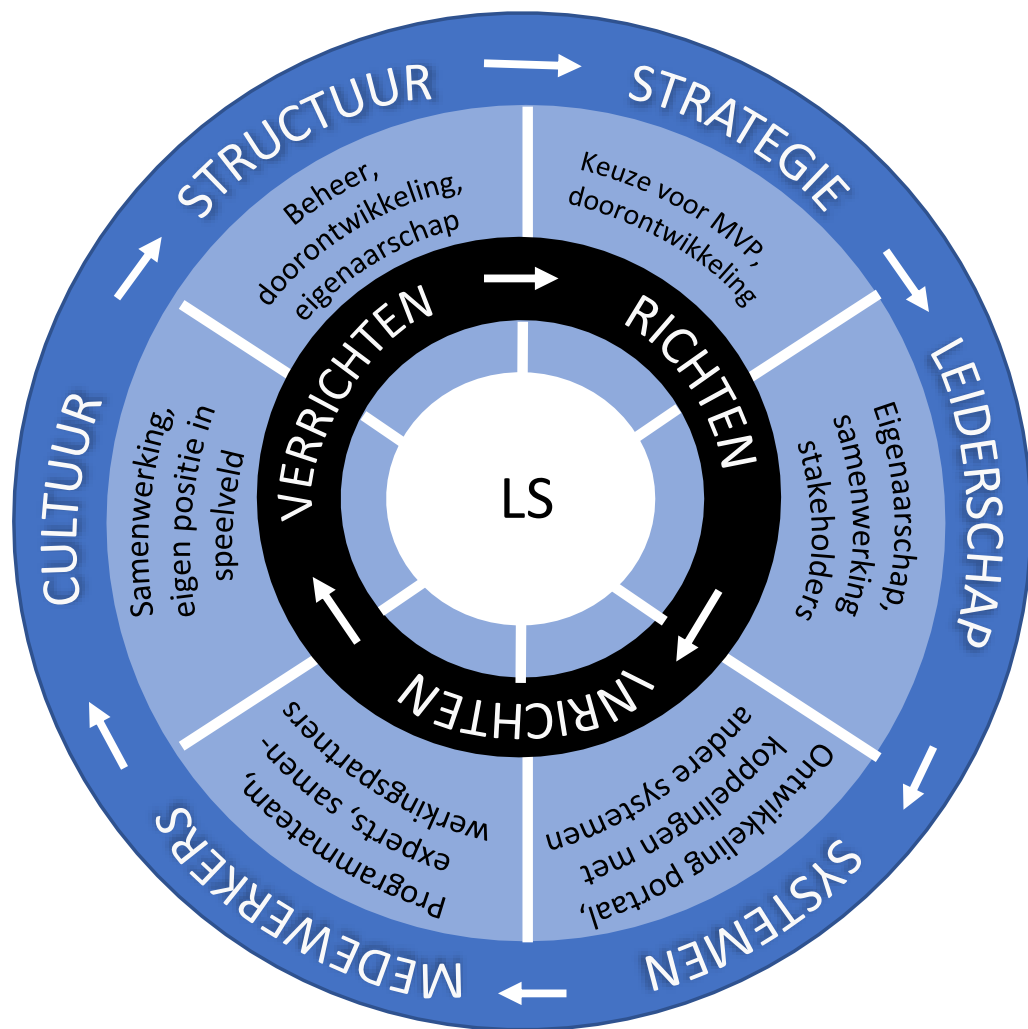 STRUCTUUR
STRATEGIE
LEIDERSCHAP
SYSTEMEN
MEDEWERKERS
CULTUUR
Beheer,
doorontwikkeling,
eigenaarschap
Keuze voor MVP,
doorontwikkeling
Eigenaarschap,
samenwerking
stakeholders
Ontwikkeling portaal,
koppelingen met
andere systemen
Programmateam,
experts, samen-
werkingspartners
Samenwerking,
eigen positie in
speelveld
VERRICHTEN
RICHTEN
INRICHTEN
LS